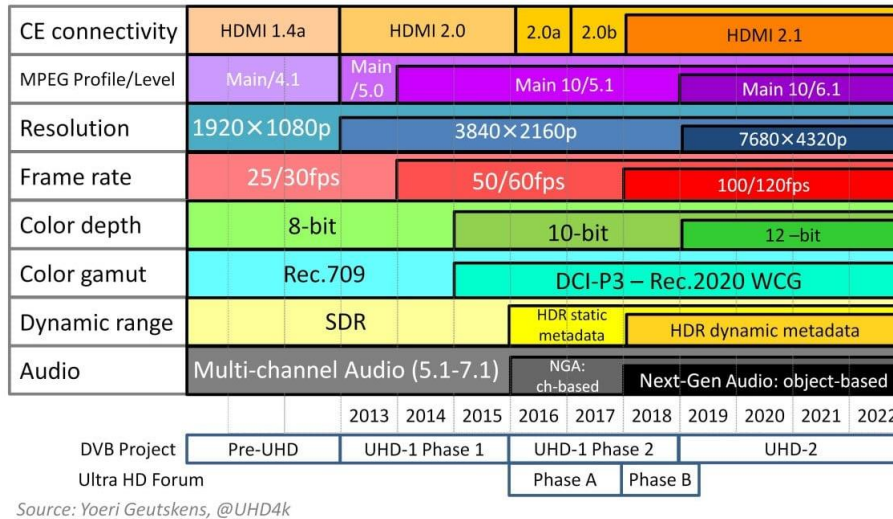 CE connectivity HDMI 1.4a HDMI 2.0 2.0a 2.0b HDMI 2.1
MPEG Profile/Level Main/4.1 Main /5.0 Main 10/5.1 Main 10/6.1
Resolution 1920×1080p 3840×2160p 7680×4320p
Frame rate 25/30fps 50/60fps 100/120fps
Color depth 8-bit 10-bit 12 –bit
Color gamut Rec.709 DCI-P3 – Rec.2020 WCG
Dynamic range SDR HDR static metadata HDR dynamic metadata
Audio Multi-channel Audio (5.1-7.1) NGA: ch-based Next-Gen Audio: object-based
2013 2014 2015 2016 2017 2018 2019 2020 2021 2022
DVB Project Pre-UHD UHD-1 Phase 1 UHD-1 Phase 2 UHD-2
Ultra HD Forum Phase A Phase B
Source: Yoeri Geutskens, @UHD4k